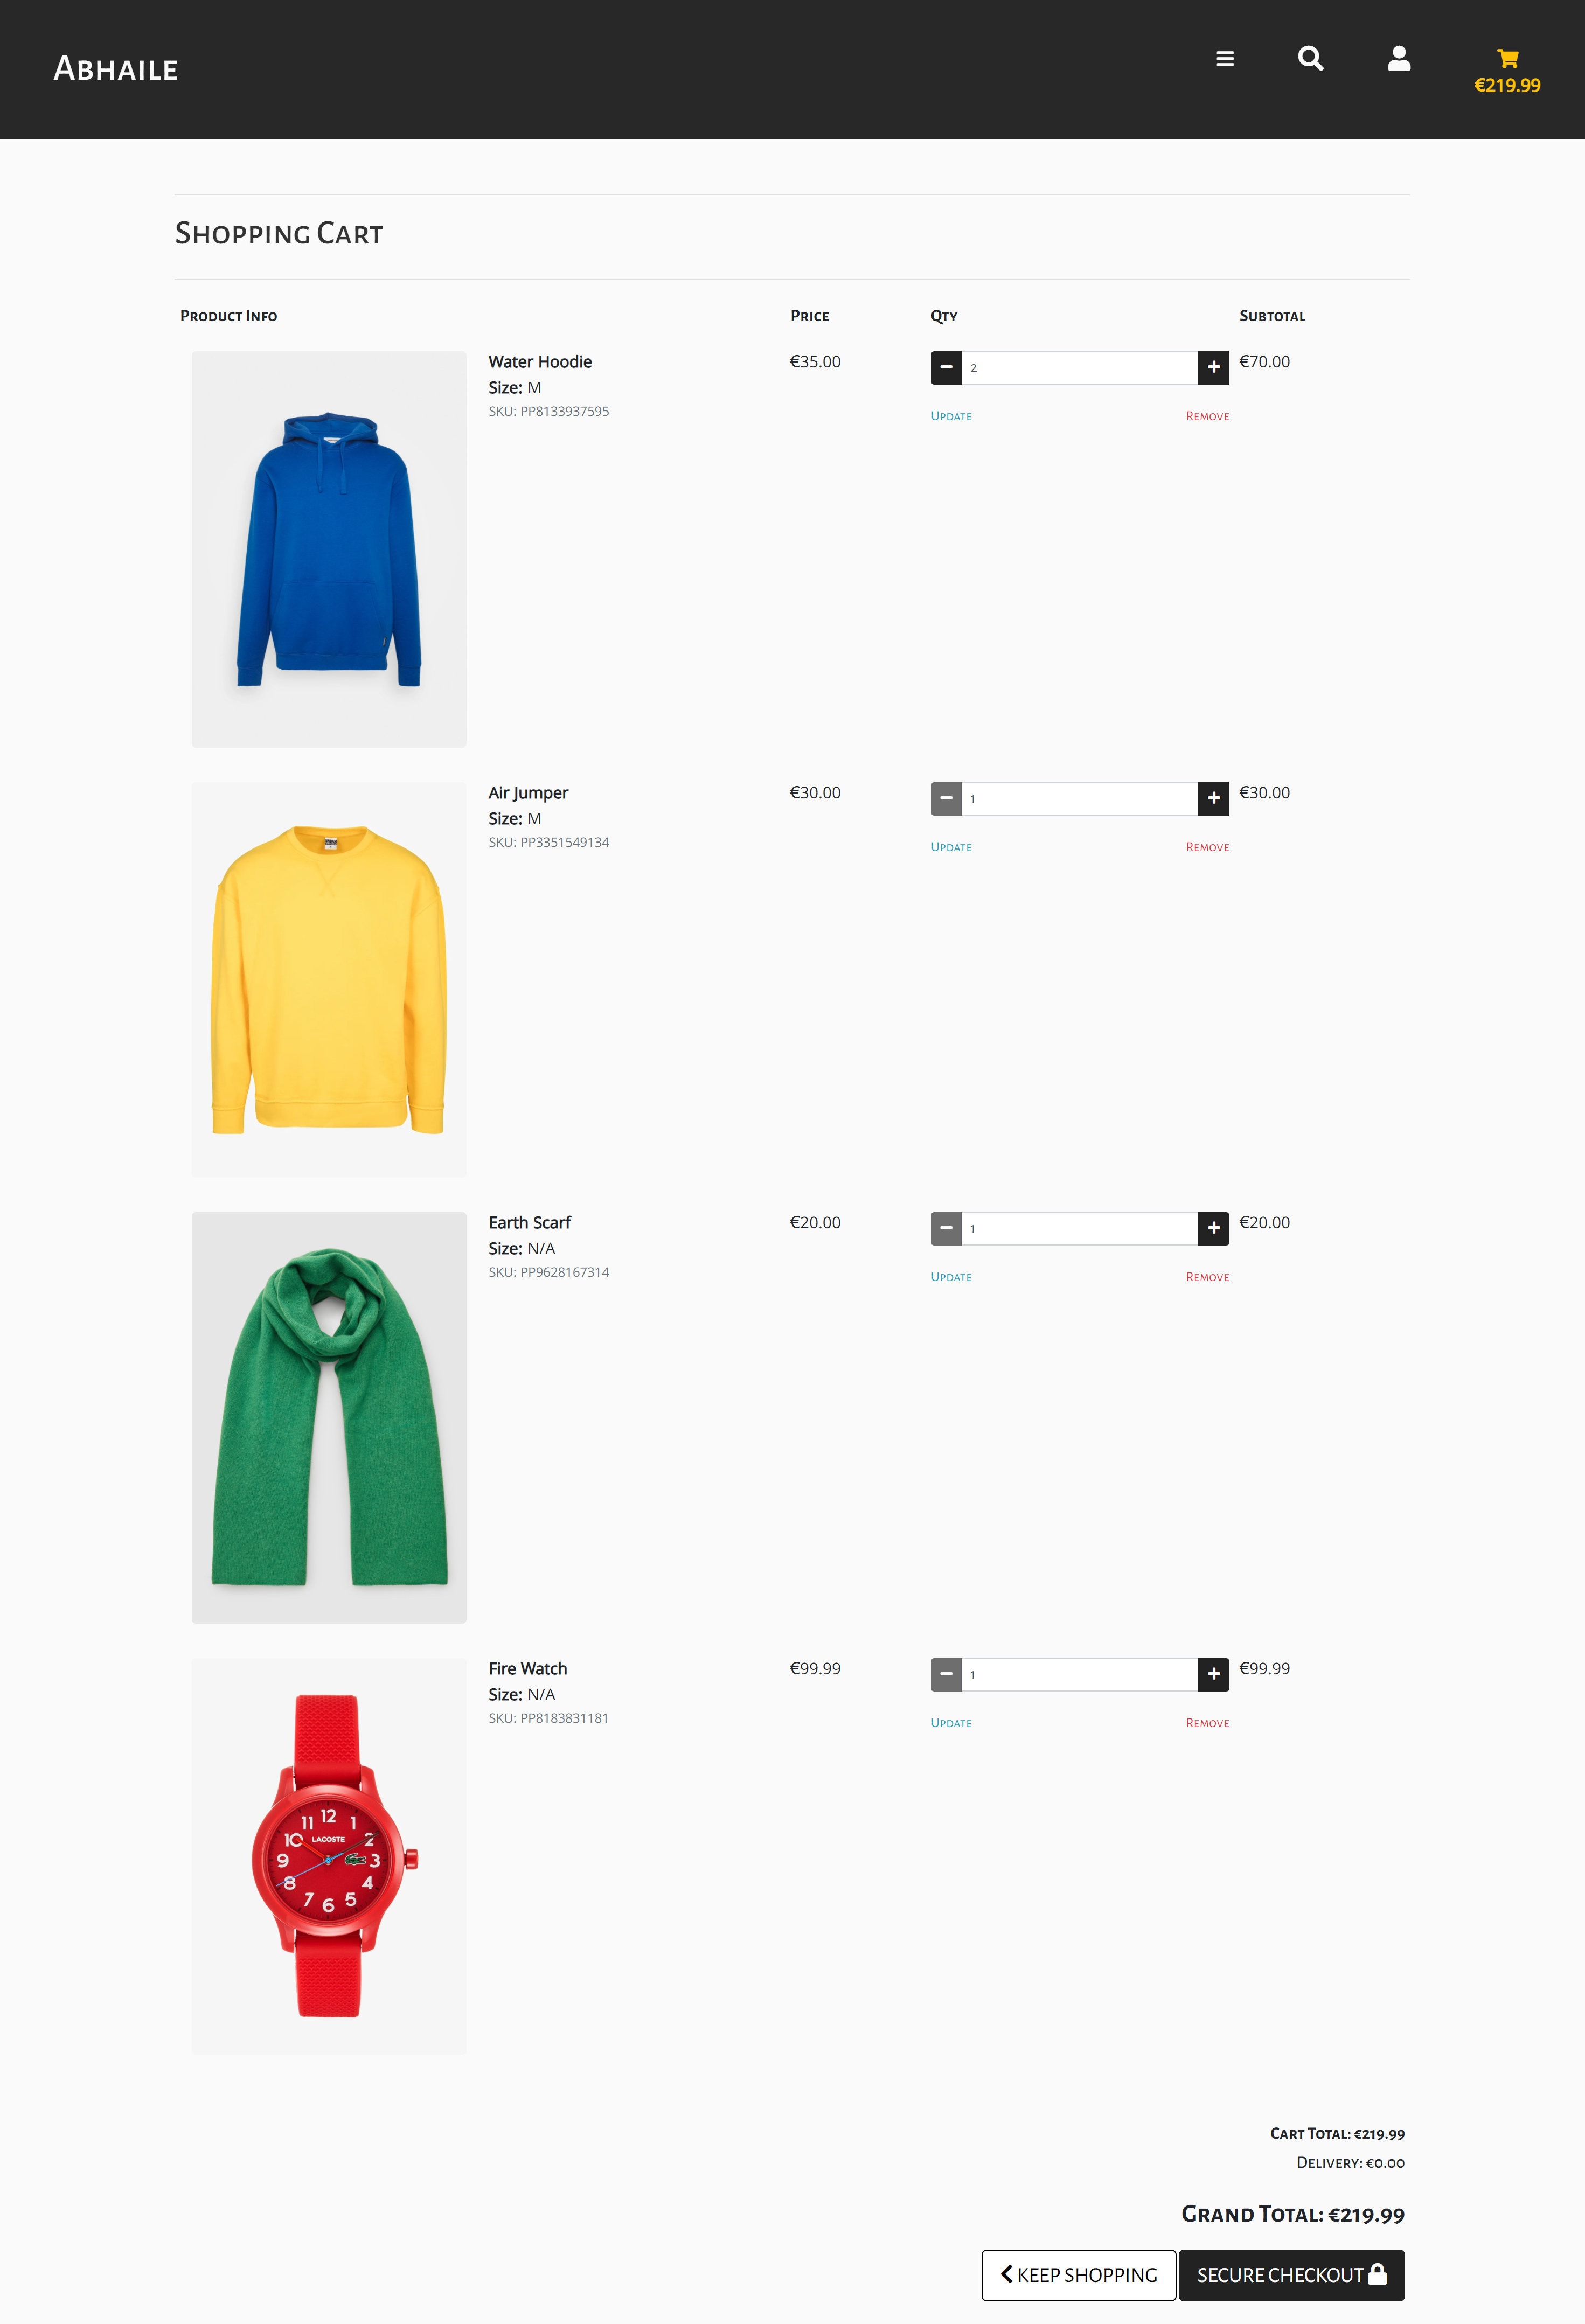 Abhaile
€219.99
Shopping Cart
Product Info Price Qty Subtotal
Water Hoodie €35.00 2 €70.00
Size: M
SKU: PP8133937595 Update Remove
Air Jumper €30.00 1 €30.00
Size: M
SKU: PP3351549134 Update Remove
Earth Scarf €20.00 1 €20.00
Size: N/A
SKU: PP9628167314 Update Remove
Fire Watch €99.99 1 €99.99
Size: N/A
SKU: PP8183831181 Update Remove
12
11 1
10 LACOSTE 2
9 3
8 4
7 5
6
Cart Total: €219.99
Delivery: €0.00
Grand Total: €219.99
KEEP SHOPPING SECURE CHECKOUT